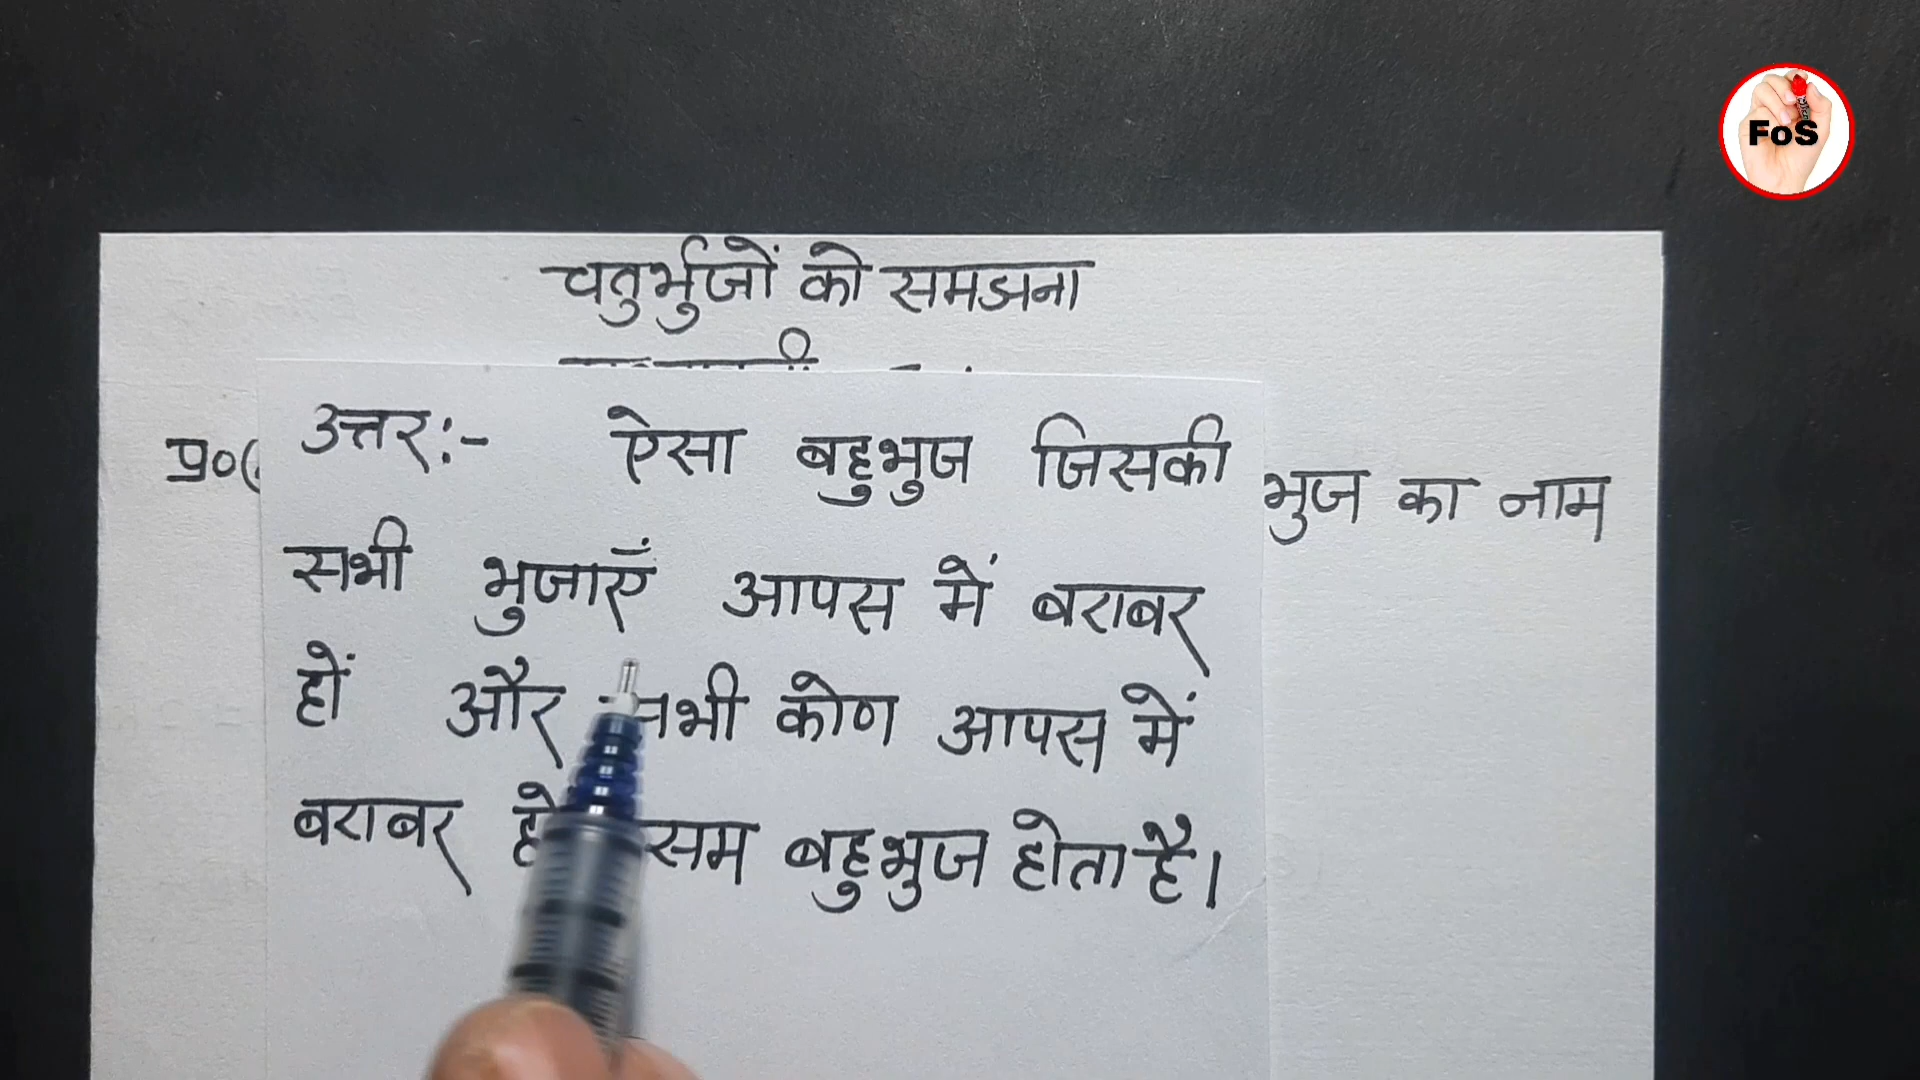 FoS
चतुर्भुजों को समझना
प्र०
उत्तर:- ऐसा बहुभुज जिसकी
भुज का नाम
सभी भुजाएँ आपस में बराबर
हों और सभी कोण आपस में
बराबर सम बहुभुज होता है।